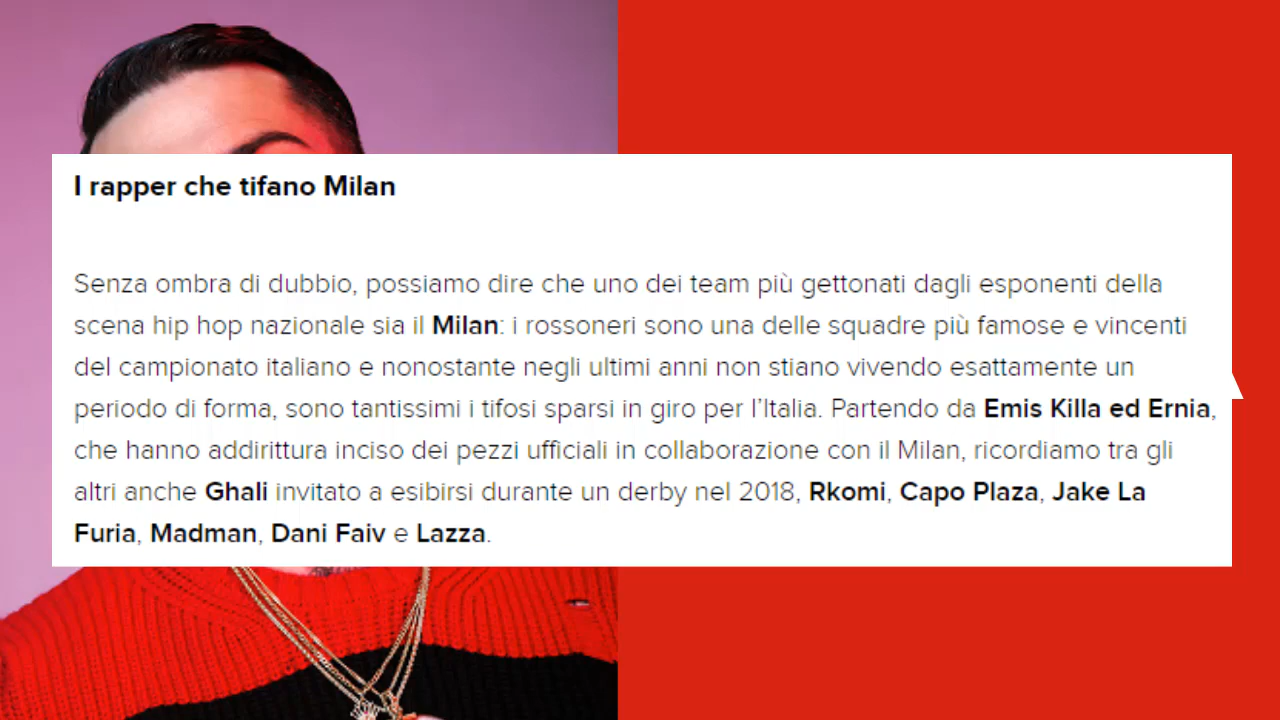 I rapper che tifano Milan
Senza ombra di dubbio, possiamo dire che uno dei team più gettonati dagli esponenti della
scena hip hop nazionale sia il Milan: i rossoneri sono una delle squadre più famose e vincenti
del campionato italiano e nonostante negli ultimi anni non stiano vivendo esattamente un
periodo di forma, sono tantissimi i tifosi sparsi in giro per l'Italia. Partendo da Emis Killa ed Ernia,
che hanno addirittura inciso dei pezzi ufficiali in collaborazione con il Milan, ricordiamo tra gli
altri anche Ghali invitato a esibirsi durante un derby nel 2018, Rkomi, Capo Plaza, Jake La
Furia, Madman, Dani Faiv e Lazza.